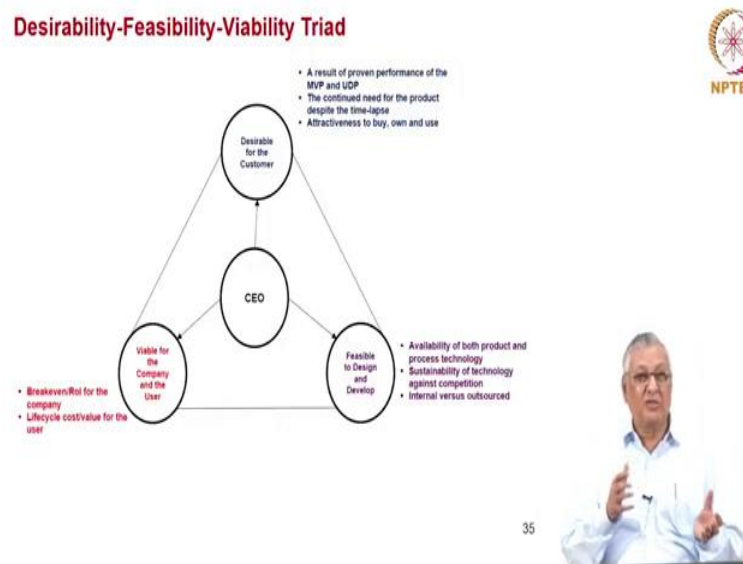 Desirability-Feasibility-Viability Triad
NPTE
• A result of proven performance of the
MVP and UDP
• The continued need for the product
despite the time-lapse
• Attractiveness to buy, own and use
Desirable
for the
Customer
CEO
Viable for
the
Company
and the
User
Feasible
to Design
and
Develop
• Availability of both product and
process technology
• Sustainability of technology
against competition
• Internal versus outsourced
• Breakeven/RoI for the
company
• Lifecycle cost/value for the
user
35